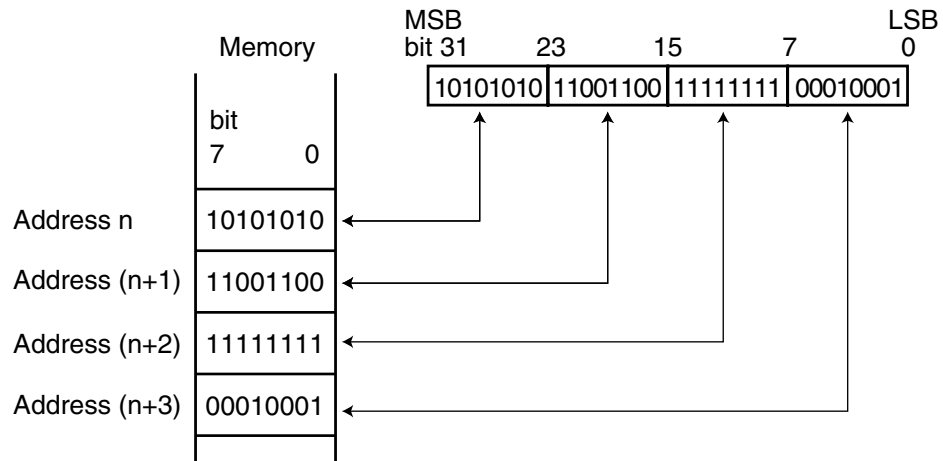 MSB LSB
Memory bit 31 23 15 7 0
10101010 11001100 11111111 00010001
bit
7 0
Address n 10101010
Address (n+1) 11001100
Address (n+2) 11111111
Address (n+3) 00010001